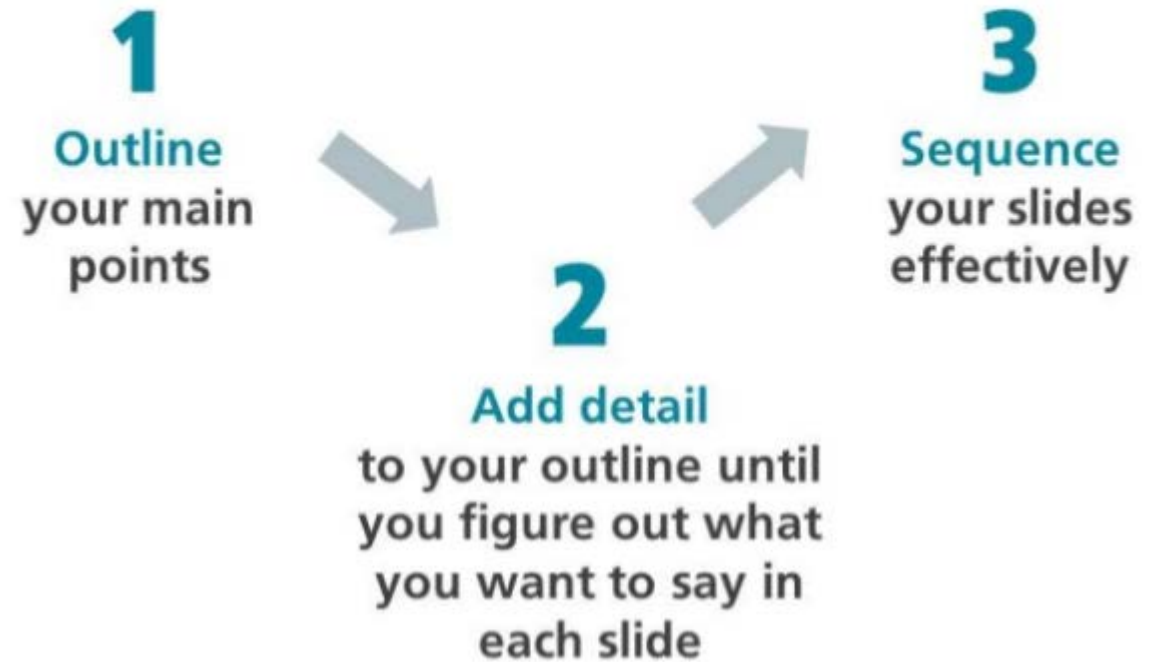 1
Outline
your main
points
2
Add detail
to your outline until
you figure out what
you want to say in
each slide
3
Sequence
your slides
effectively